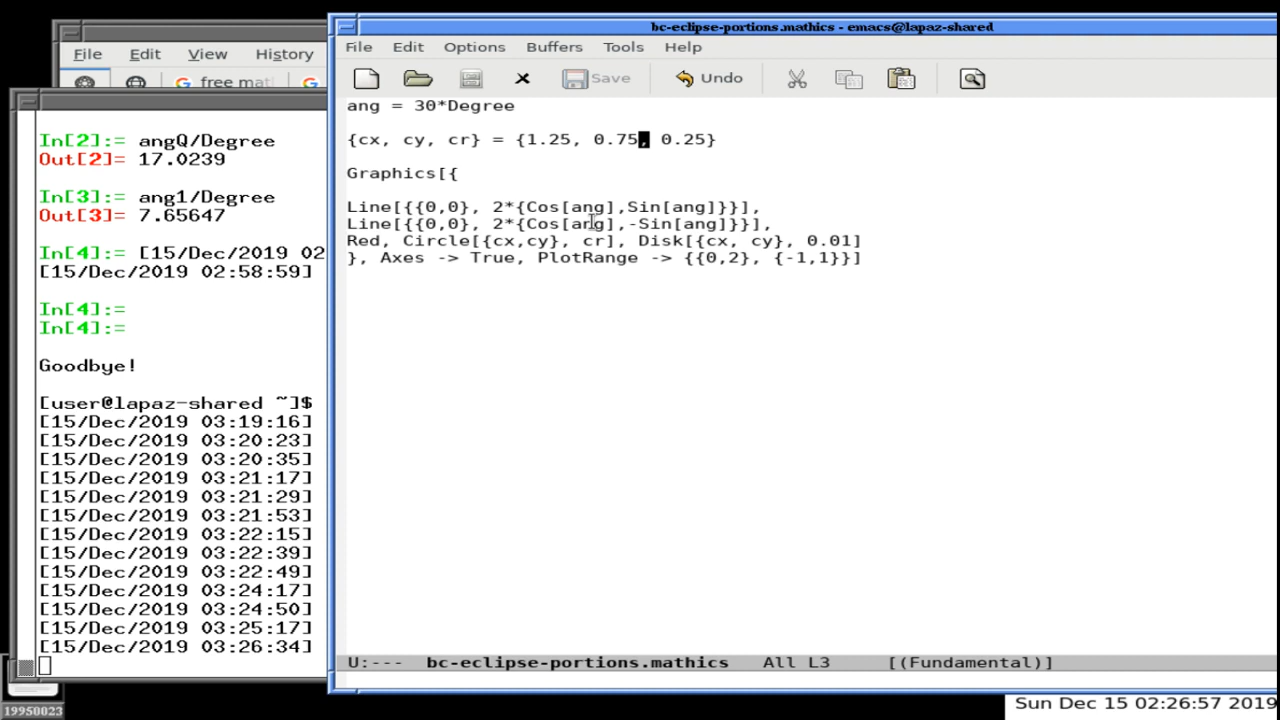 File Edit View History
free mat
In[2]:= angQ/Degree
Out[2]= 17.0239
In[3]:= ang1/Degree
Out[3]= 7.65647
In[4]:= [15/Dec/2019 02
[15/Dec/2019 02:58:59]
In[4]:=
In[4]:=
Goodbye!
[user@lapaz-shared ~]$
[15/Dec/2019 03:19:16]
[15/Dec/2019 03:20:23]
[15/Dec/2019 03:20:35]
[15/Dec/2019 03:21:17]
[15/Dec/2019 03:21:29]
[15/Dec/2019 03:21:53]
[15/Dec/2019 03:22:15]
[15/Dec/2019 03:22:39]
[15/Dec/2019 03:22:49]
[15/Dec/2019 03:24:17]
[15/Dec/2019 03:24:50]
[15/Dec/2019 03:25:17]
[15/Dec/2019 03:26:34]
19950023
bc-eclipse-portions.mathics - emacs@lapaz-shared
File Edit Options Buffers Tools Help
Save Undo
ang = 30*Degree
{cx, cy, cr} = {1.25, 0.75, 0.25}
Graphics[{
Line[{{0,0}, 2*{Cos[ang],Sin[ang]}}],
Line[{{0,0}, 2*{Cos[ang],-Sin[ang]}}],
Red, Circle[{cx,cy}, cr], Disk[{cx, cy}, 0.01]
}, Axes -> True, PlotRange -> {{0,2}, {-1,1}}]
U:--- bc-eclipse-portions.mathics All L3 [(Fundamental)]
Sun Dec 15 02:26:57 2019